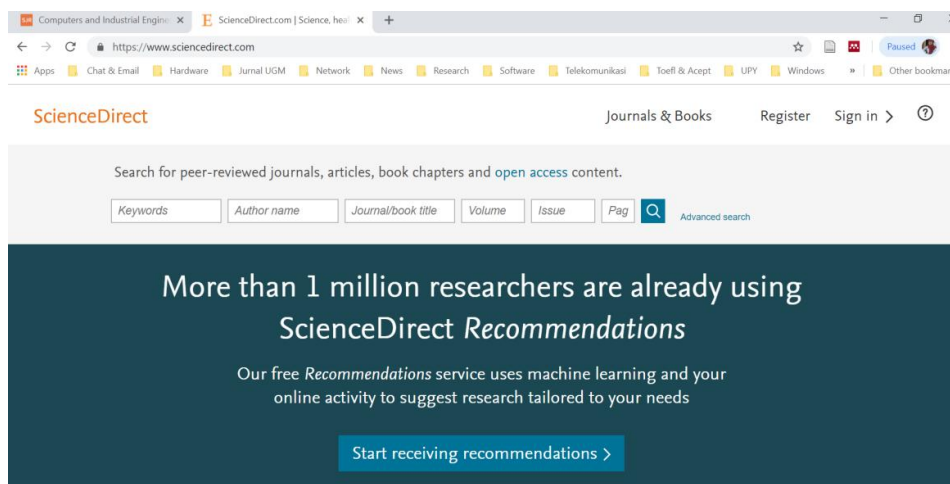 SJR Computers and Industrial Engine
ScienceDirect.com | Science, heal
https://www.sciencedirect.com
Paused
Apps Chat & Email Hardware Jurnal UGM Network News Research Software Telekomunikasi Toefl & Acept UPY Windows » Other bookmar
ScienceDirect Journals & Books Register Sign in > ?
Search for peer-reviewed journals, articles, book chapters and open access content.
Keywords Author name Journal/book title Volume Issue Pag Advanced search
More than 1 million researchers are already using
ScienceDirect Recommendations
Our free Recommendations service uses machine learning and your
online activity to suggest research tailored to your needs
Start receiving recommendations >